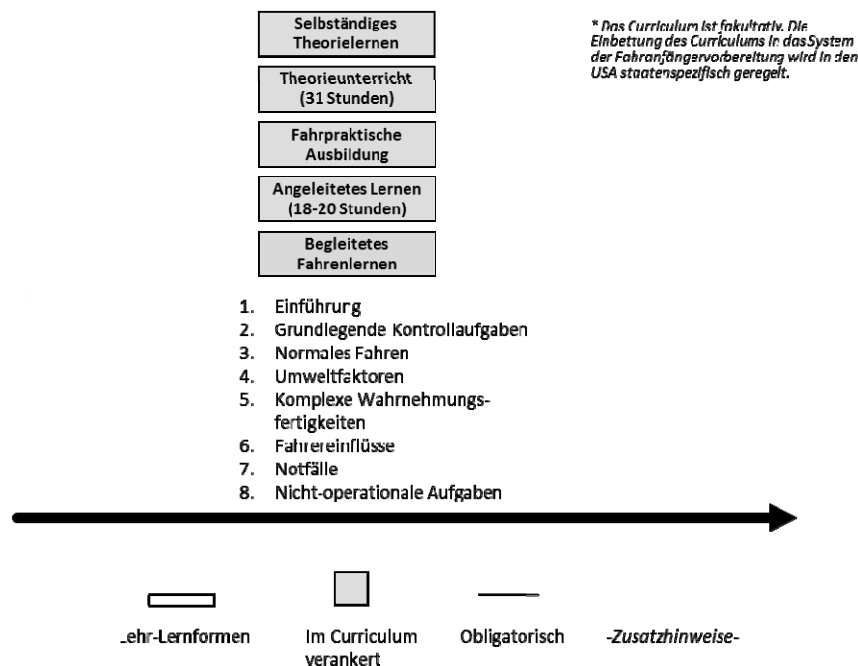 Selbständiges
Theorielernen
* Das Curriculum ist fakultativ. Die
Einbettung des Curriculums in das System
der Fahranfängervorbereitung wird in den
USA staatenspezifisch geregelt.
Theorieunterricht
(31 Stunden)
Fahrpraktische
Ausbildung
Angeleitetes Lernen
(18-20 Stunden)
Begleitetes
Fahrenlernen
1. Einführung
2. Grundlegende Kontrollaufgaben
3. Normales Fahren
4. Umweltfaktoren
5. Komplexe Wahrnehmungs-
fertigkeiten
6. Fahrereinflüsse
7. Notfälle
8. Nicht-operationale Aufgaben
Lehr-Lernformen
Im Curriculum
verankert
Obligatorisch
-Zusatzhinweise-